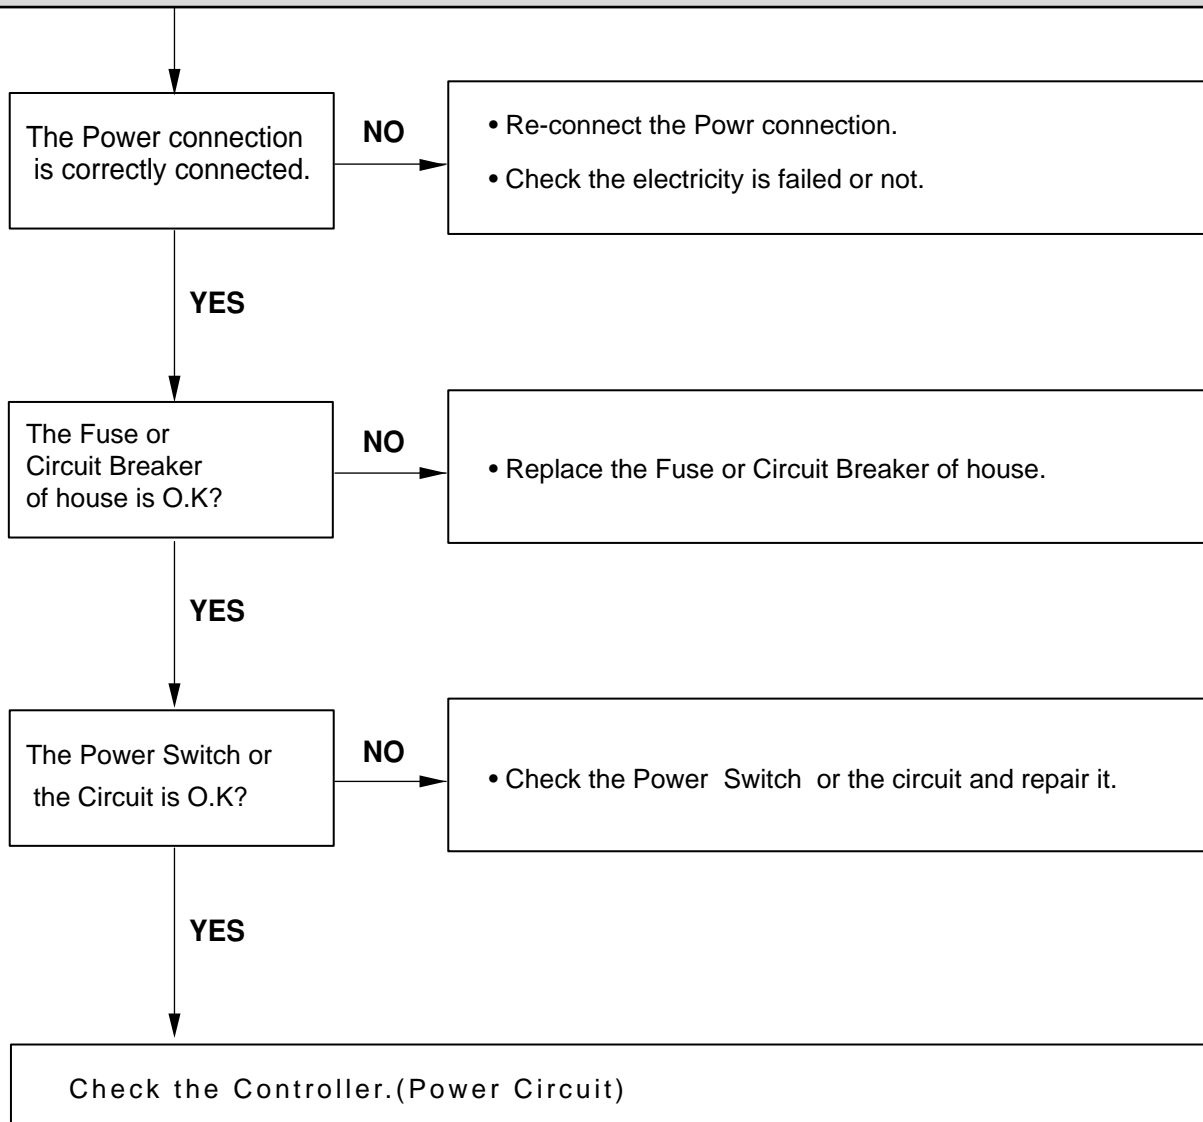 The Power connection
is correctly connected.
NO
• Re-connect the Powr connection.
• Check the electricity is failed or not.
YES
The Fuse or
Circuit Breaker
of house is O.K?
NO
• Replace the Fuse or Circuit Breaker of house.
YES
The Power Switch or
the Circuit is O.K?
NO
• Check the Power Switch or the circuit and repair it.
YES
Check the Controller.(Power Circuit)